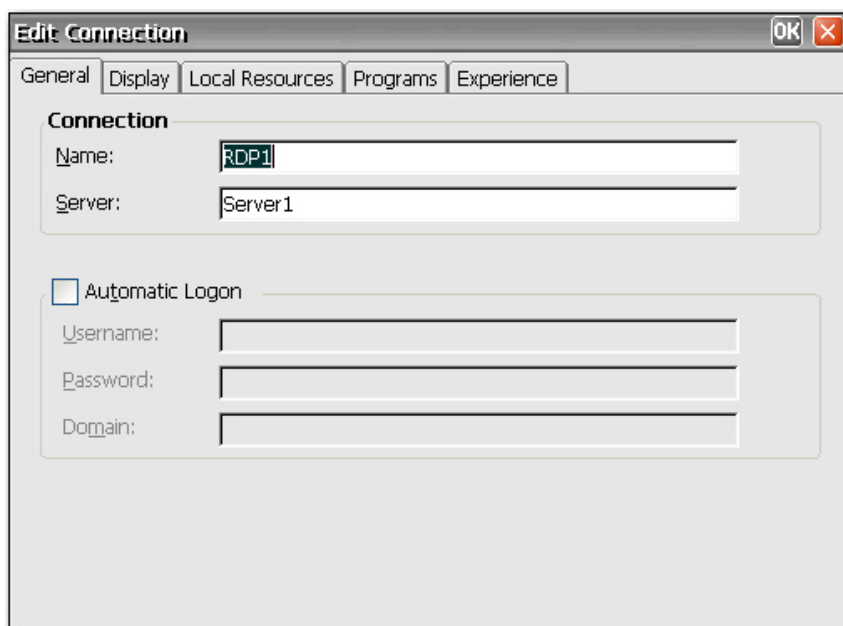 Edit Connection OK
General Display Local Resources Programs Experience
Connection
Name: RDP1
Server: Server1
Automatic Logon
Username:
Password:
Domain: